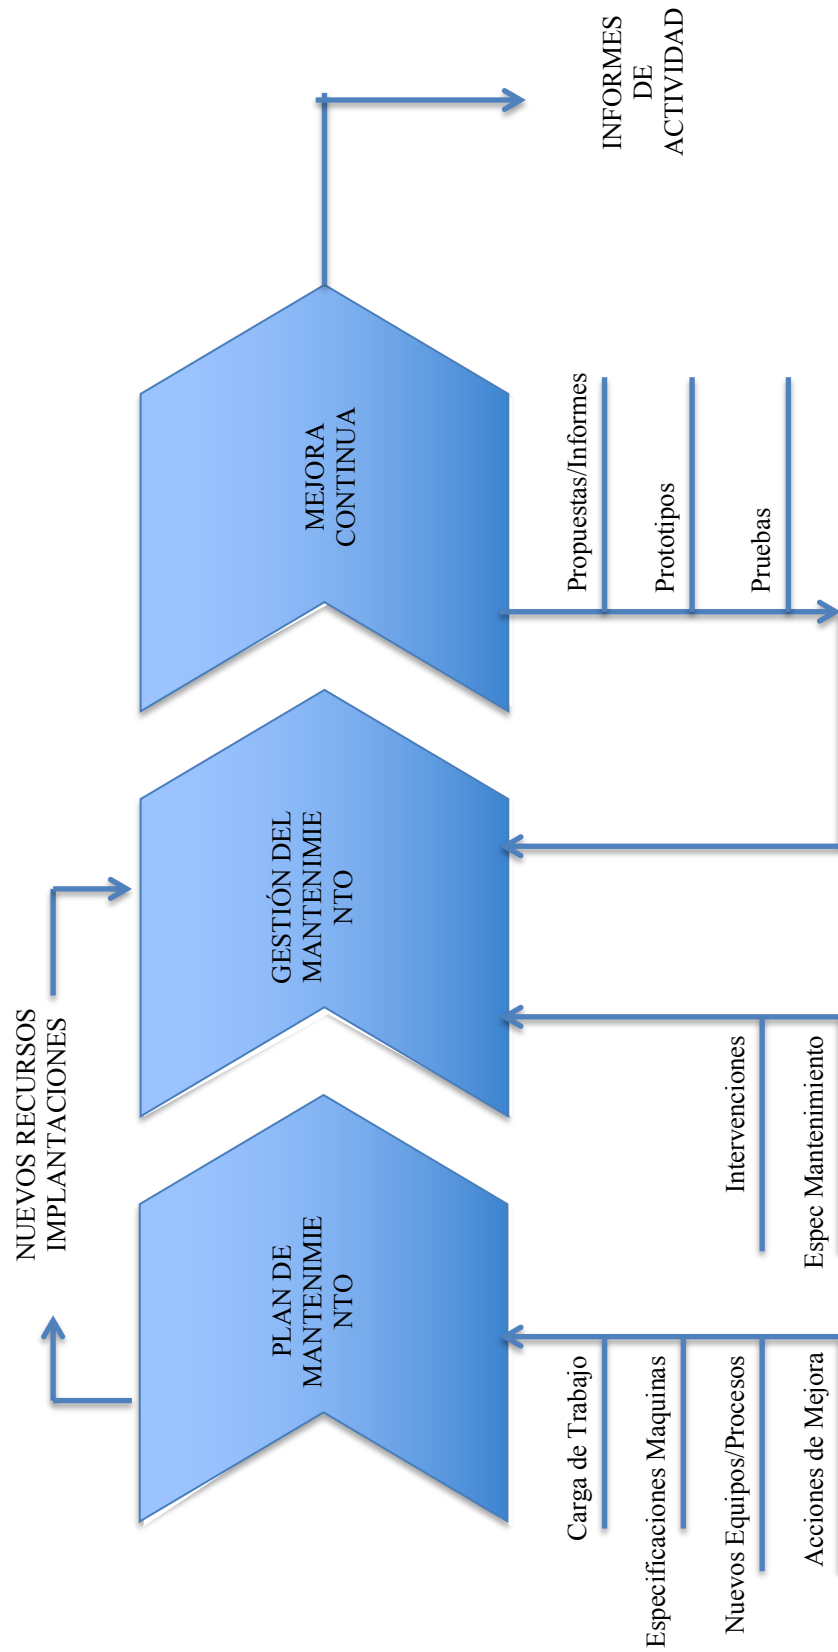 NUEVOS RECURSOS
IMPLANTACIONES
PLAN DE
MANTENIMIE
NTO
GESTIÓN DEL
MANTENIMIE
NTO
MEJORA
CONTINUA
INFORMES
DE
ACTIVIDAD
Carga de Trabajo
Especificaciones Maquinas
Nuevos Equipos/Procesos
Acciones de Mejora
Intervenciones
Espec Mantenimiento
Propuestas/Informes
Prototipos
Pruebas